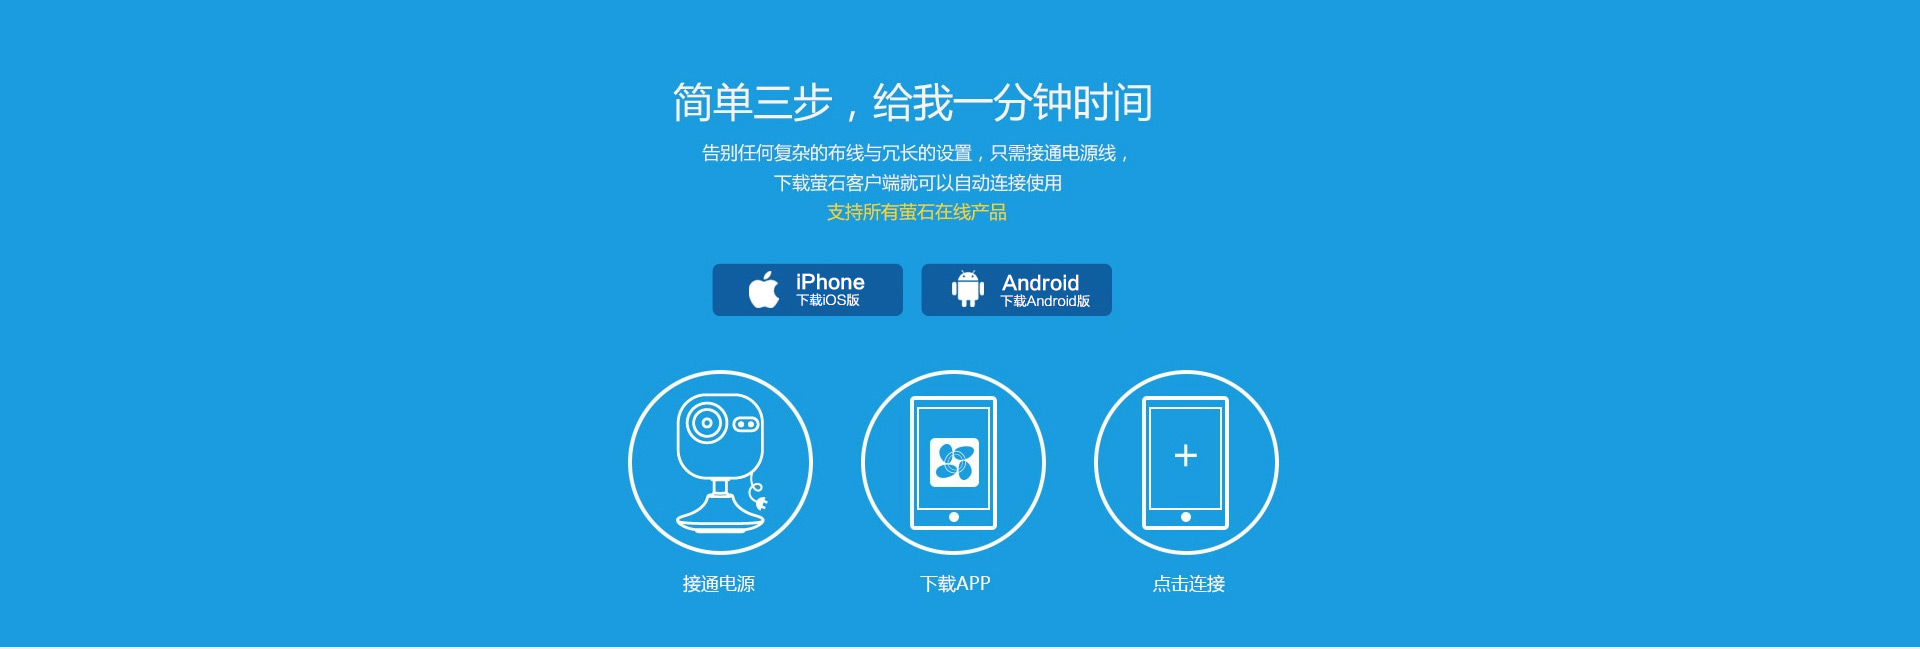 简单三步，给我一分钟时间
告别任何复杂的布线与冗长的设置，只需接通电源线，
下载萤石客户端就可以自动连接使用
支持所有萤石在线产品
iPhone
下载iOS版
Android
下载Android版
接通电源
下载APP
点击连接